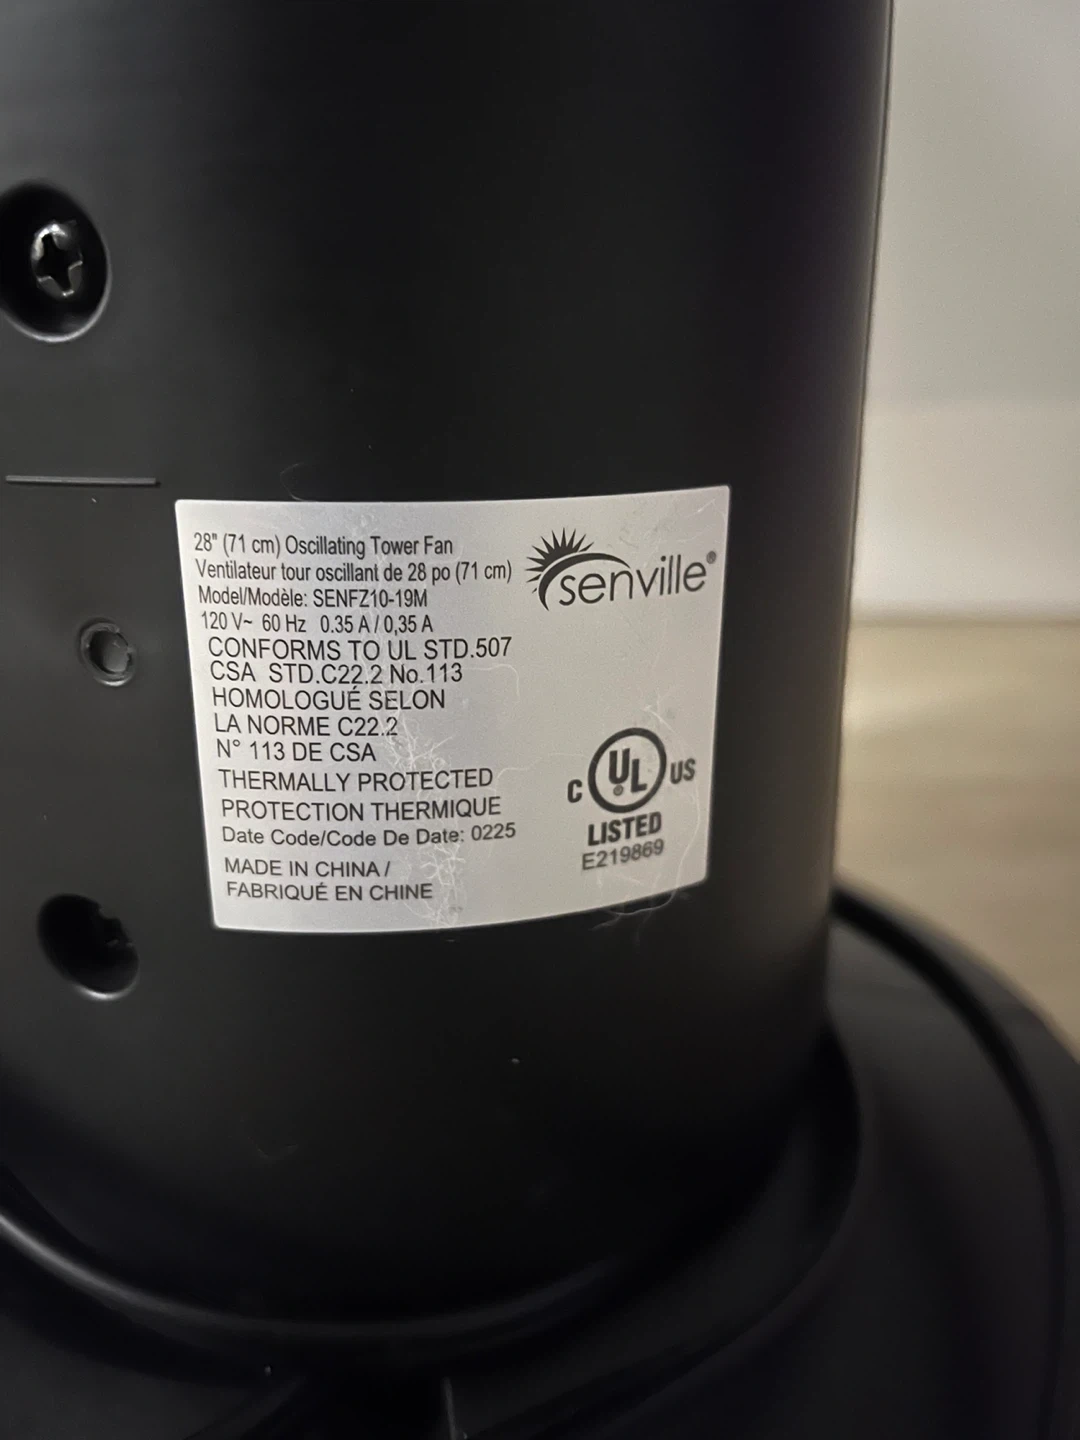 28" (71 cm) Oscillating Tower Fan
Ventilateur tour oscillant de 28 po (71 cm)
Model/Modèle: SENFZ10-19M
120 V~ 60 Hz 0.35 A / 0,35 A
CONFORMS TO UL STD.507
CSA STD.C22.2 No.113
HOMOLOGUÉ SELON
LA NORME C22.2
N° 113 DE CSA
THERMALLY PROTECTED
PROTECTION THERMIQUE
Date Code/Code De Date: 0225
MADE IN CHINA /
FABRIQUÉ EN CHINE
senville®
C UL® US
LISTED
E219869